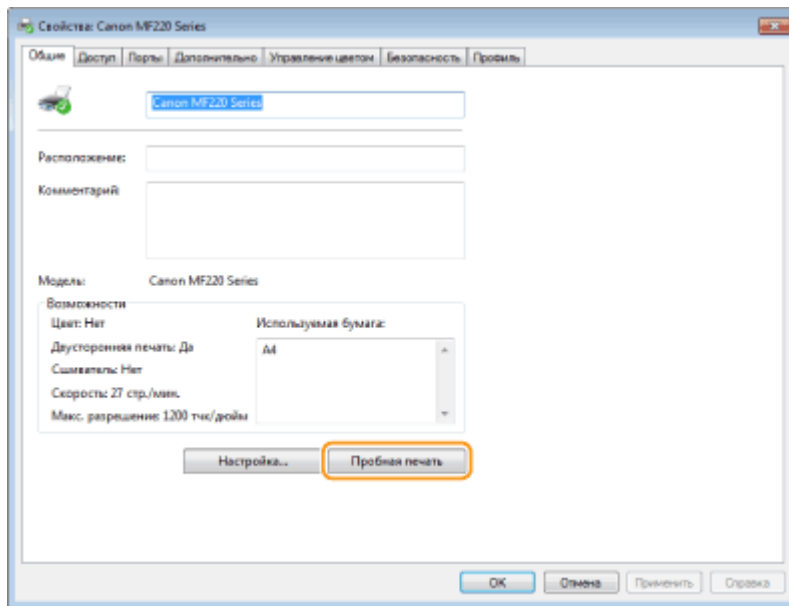 Свойства: Canon MF220 Series
Общие Доступ Порты Дополнительно Управление цветом Безопасность Профиль
Canon MF220 Series
Расположение:
Комментарий:
Модель: Canon MF220 Series
Возможности
Цвет: Нет Используемая бумага:
Двусторонняя печать: Да A4
Сшиватель: Нет
Скорость: 27 стр./мин.
Макс. разрешение: 1200 тчк/дюйм
Настройка... Пробная печать
ОК Отмена Применить Справка